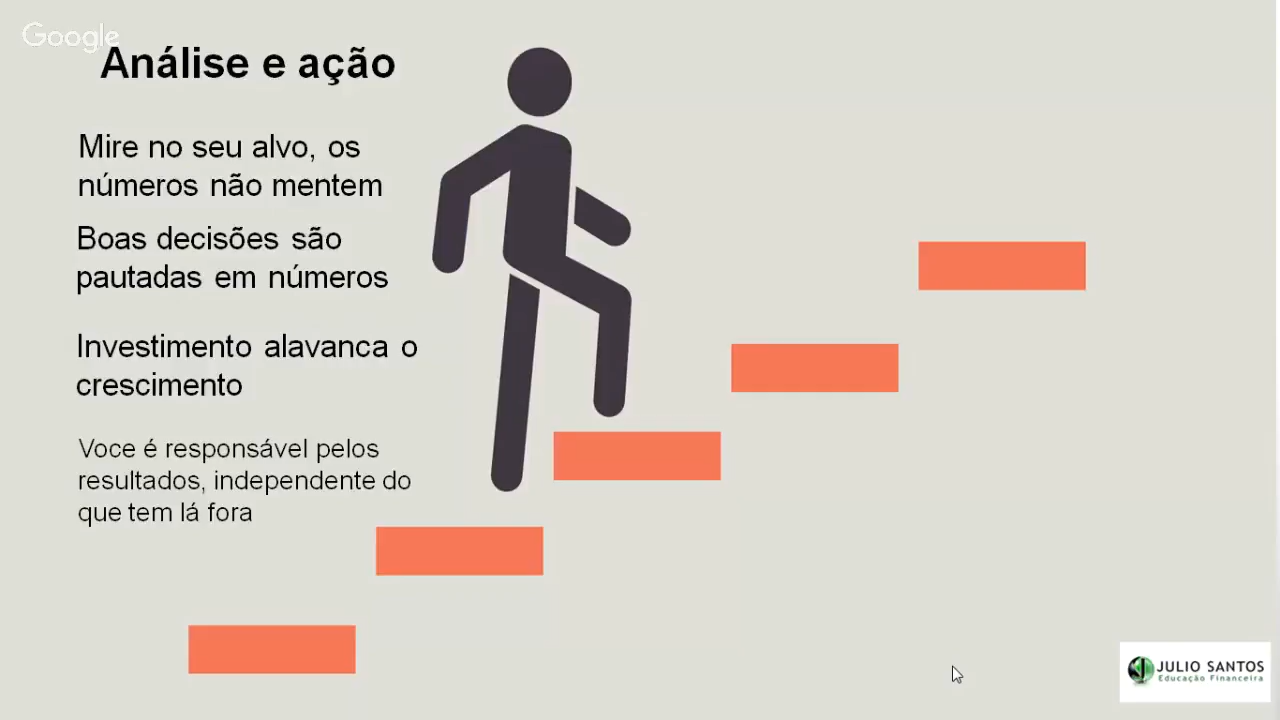 Google
Análise e ação
Mire no seu alvo, os
números não mentem
Boas decisões são
pautadas em números
Investimento alavanca o
crescimento
Voce é responsável pelos
resultados, independente do
que tem lá fora
JULIO SANTOS
Educação Financeira